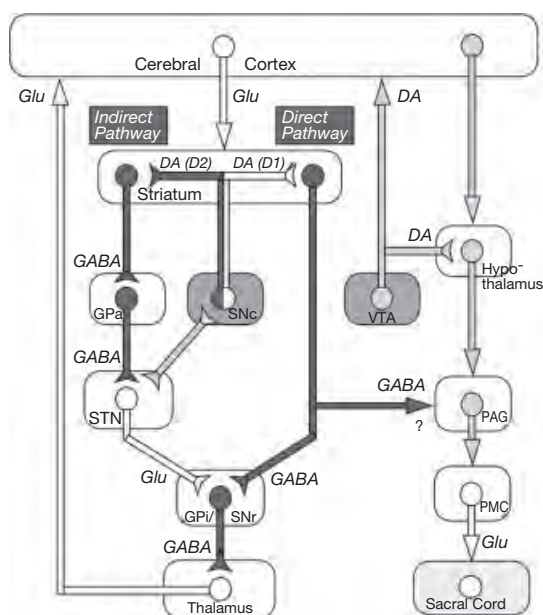 Cerebral Cortex
Glu
Glu
DA
Indirect
Pathway
Direct
Pathway
DA (D2)
DA (D1)
Striatum
DA
Hypo-
thalamus
GABA
GPa
SNc
VTA
GABA
GABA
?
STN
PAG
Glu
GABA
GPi/ SNr
PMC
GABA
Glu
Thalamus
Sacral Cord